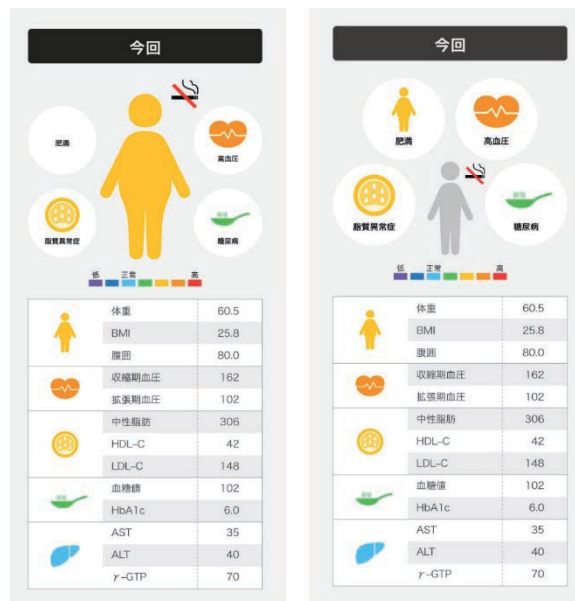 今回
肥満
高血圧
脂質異常症
糖尿病
低 正常 高
体重 60.5
BMI 25.8
腹囲 80.0
収縮期血圧 162
拡張期血圧 102
中性脂肪 306
HDL-C 42
LDL-C 148
血糖値 102
HbA1c 6.0
AST 35
ALT 40
γ-GTP 70
今回
肥満
高血圧
脂質異常症
糖尿病
低 正常 高
体重 60.5
BMI 25.8
腹囲 80.0
収縮期血圧 162
拡張期血圧 102
中性脂肪 306
HDL-C 42
LDL-C 148
血糖値 102
HbA1c 6.0
AST 35
ALT 40
γ-GTP 70